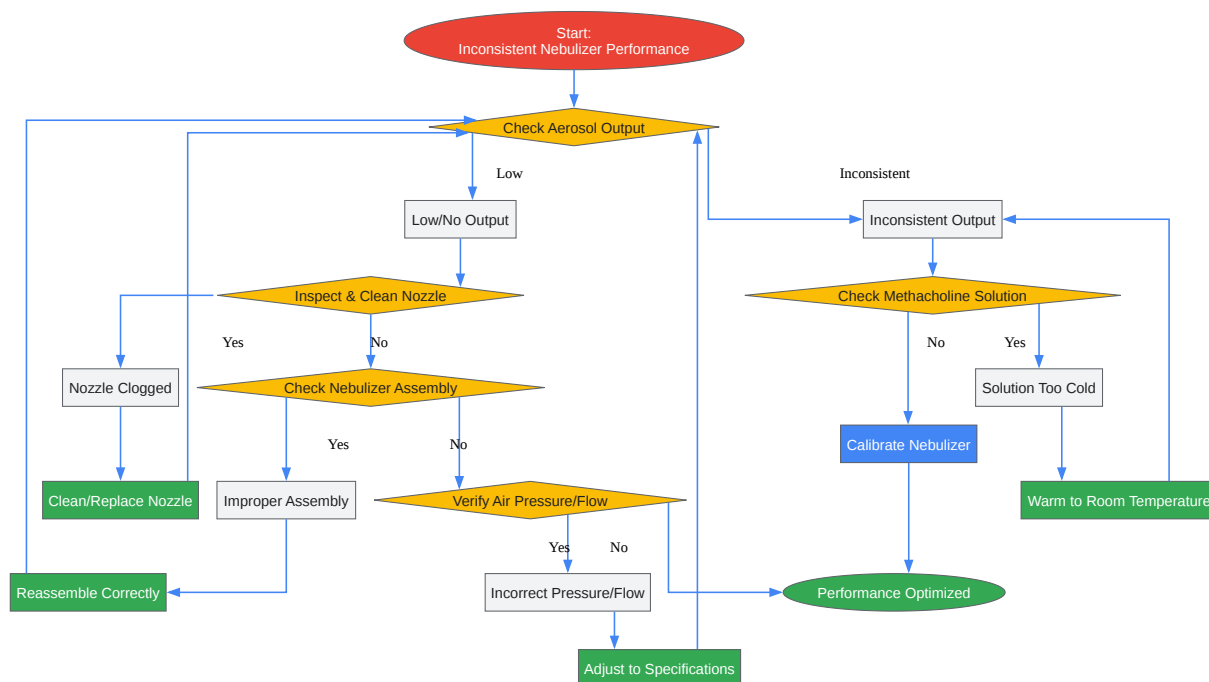 Start:
Inconsistent Nebulizer Performance
Check Aerosol Output
Low
Inconsistent
Low/No Output
Inconsistent Output
Inspect & Clean Nozzle
Check Methacholine Solution
Yes
No
No
Yes
Nozzle Clogged
Check Nebulizer Assembly
Solution Too Cold
Yes
No
Calibrate Nebulizer
Clean/Replace Nozzle
Improper Assembly
Verify Air Pressure/Flow
Warm to Room Temperature
Yes
No
Reassemble Correctly
Incorrect Pressure/Flow
Performance Optimized
Adjust to Specifications